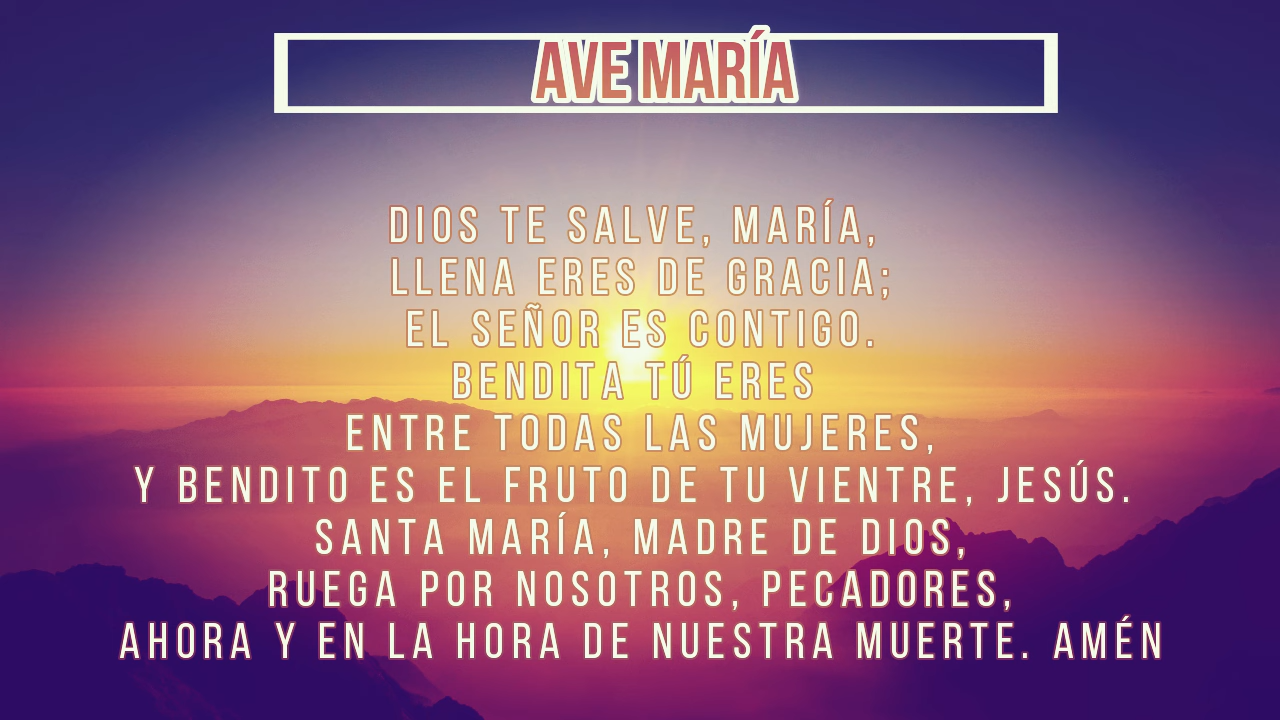 AVE MARÍA
DIOS TE SALVE, MARÍA,
LLENA ERES DE GRACIA;
EL SEÑOR ES CONTIGO.
BENDITA TÚ ERES
ENTRE TODAS LAS MUJERES,
Y BENDITO ES EL FRUTO DE TU VIENTRE, JESÚS.
SANTA MARÍA, MADRE DE DIOS,
RUEGA POR NOSOTROS, PECADORES,
AHORA Y EN LA HORA DE NUESTRA MUERTE. AMÉN